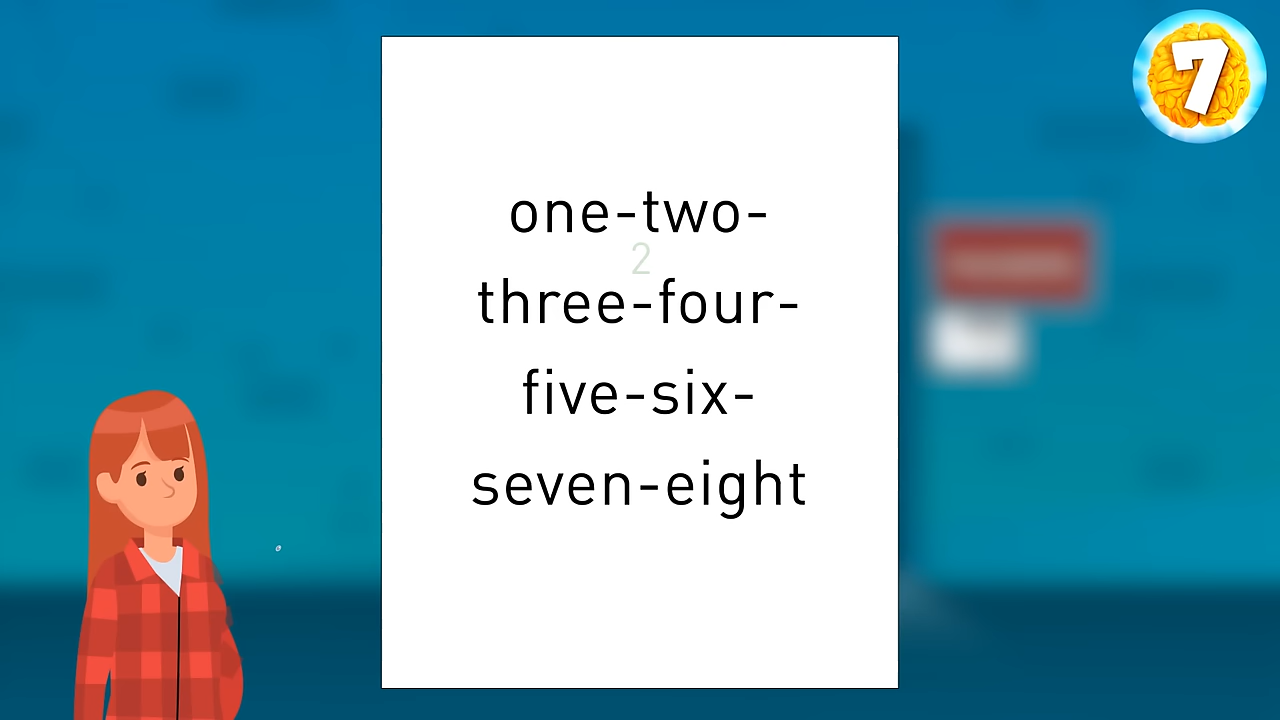 7
one-two-
2
three-four-
five-six-
seven-eight